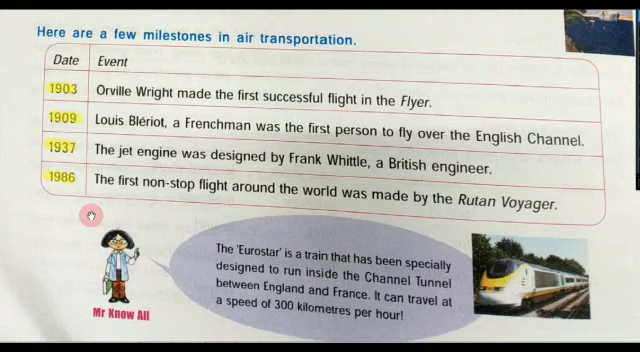 Here are a few milestones in air transportation.
Date Event
1903 Orville Wright made the first successful flight in the Flyer.
1909 Louis Blériot, a Frenchman was the first person to fly over the English Channel.
1937 The jet engine was designed by Frank Whittle, a British engineer.
1986 The first non-stop flight around the world was made by the Rutan Voyager.
The 'Eurostar' is a train that has been specially
designed to run inside the Channel Tunnel
between England and France. It can travel at
a speed of 300 kilometres per hour!
Mr Know All